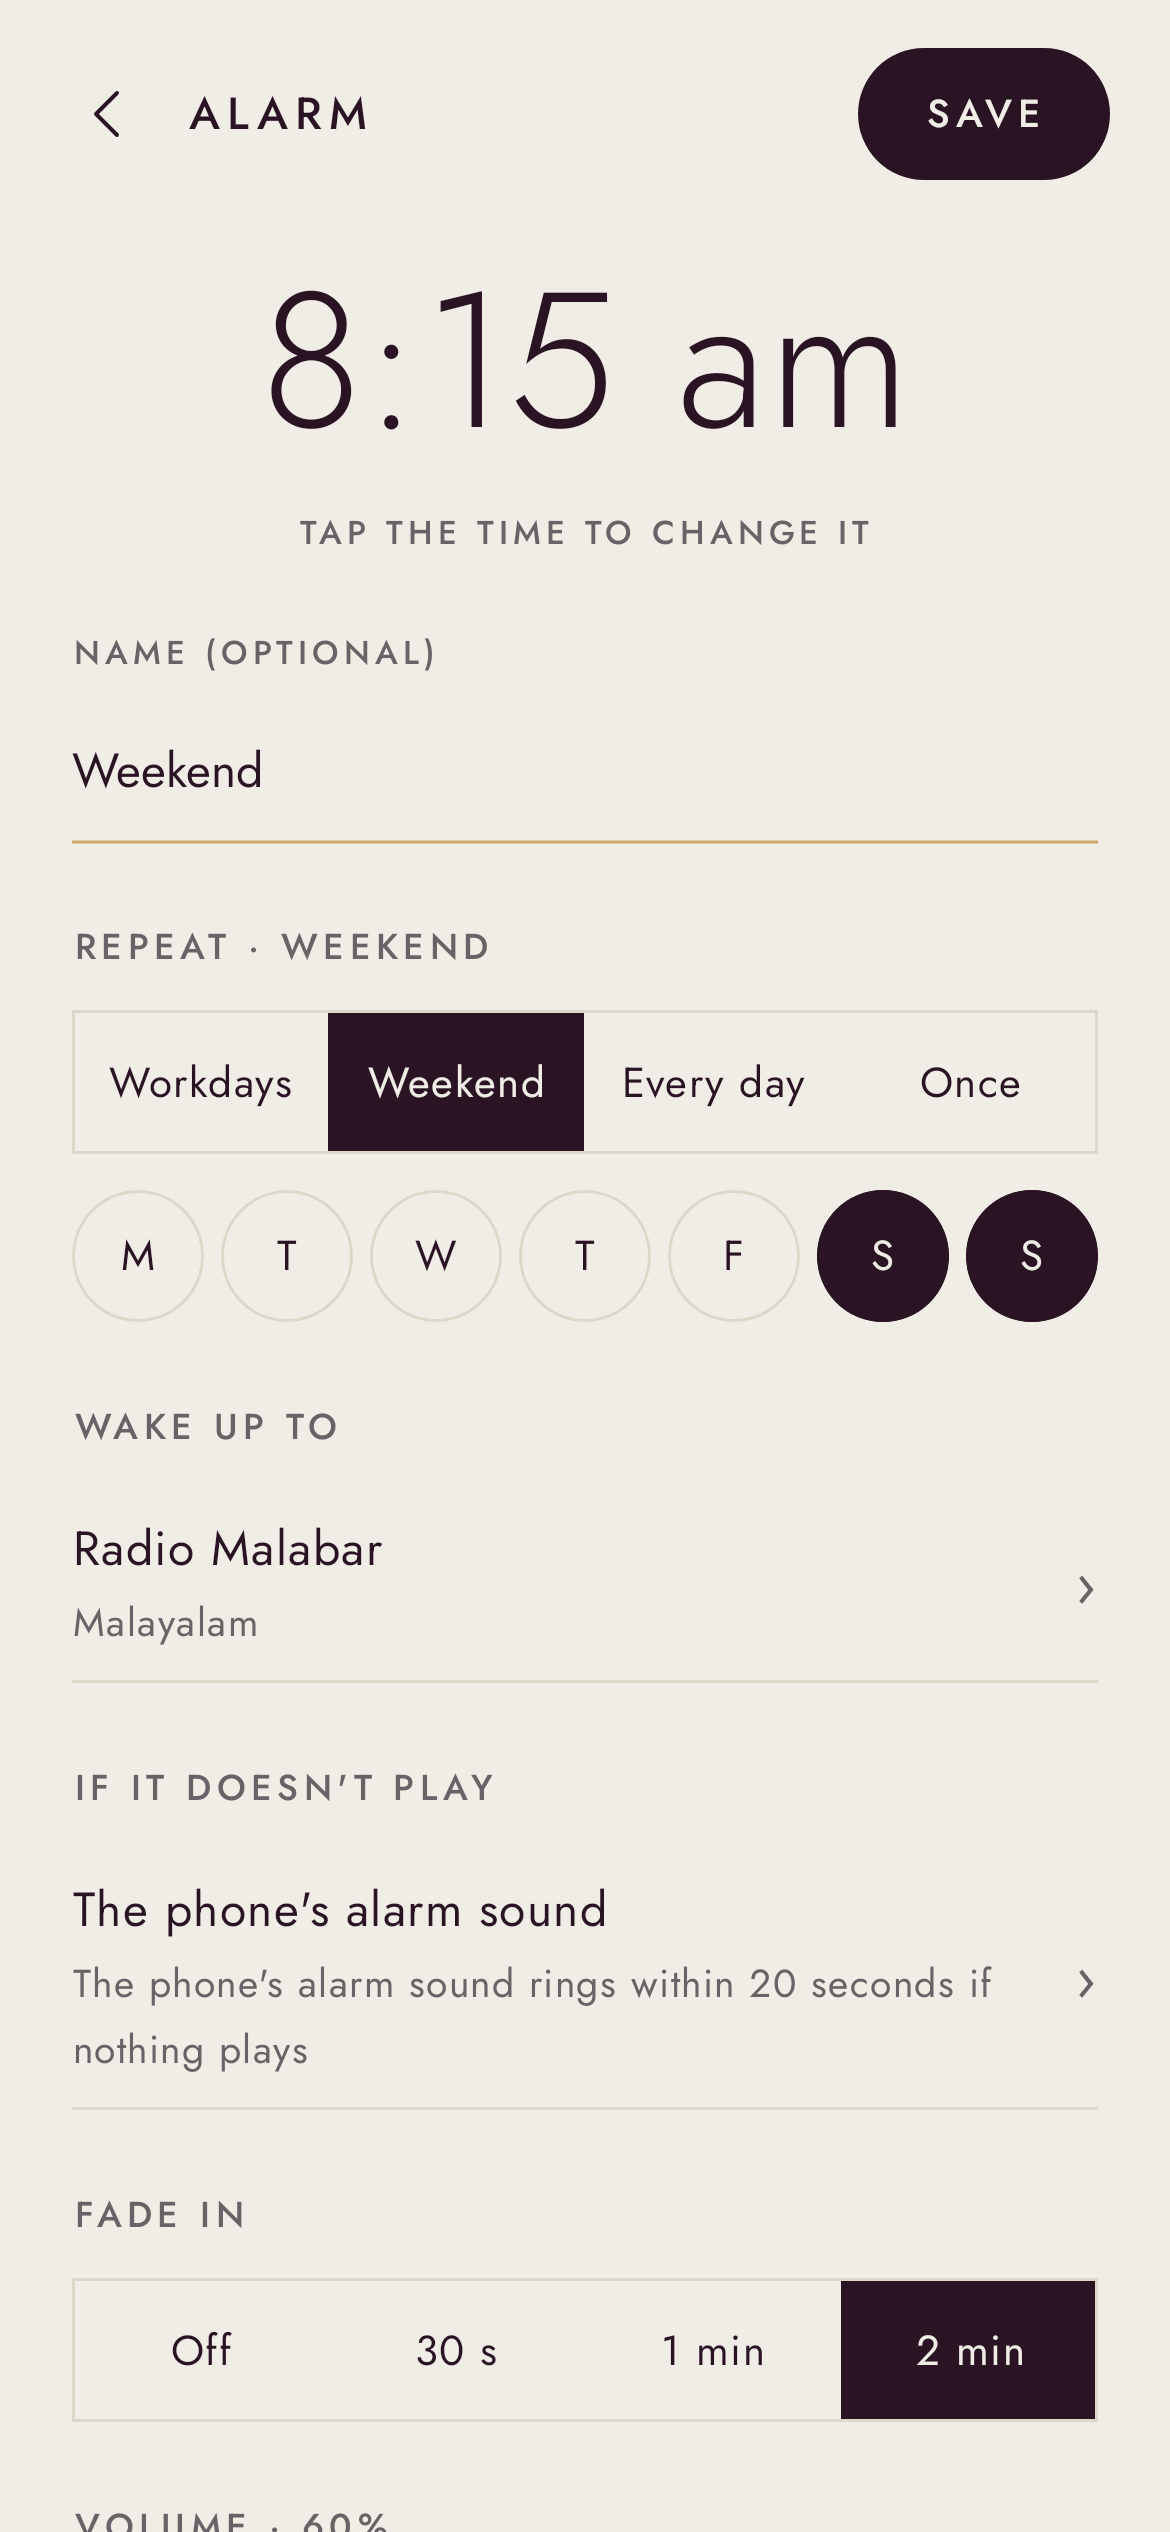 ALARM
SAVE
8:15 am
TAP THE TIME TO CHANGE IT
NAME (OPTIONAL)
Weekend
REPEAT · WEEKEND
Workdays Weekend Every day Once
M T W T F S S
WAKE UP TO
Radio Malabar
Malayalam
IF IT DOESN'T PLAY
The phone's alarm sound
The phone's alarm sound rings within 20 seconds if
nothing plays
FADE IN
Off 30 s 1 min 2 min
VOLUME · 60%